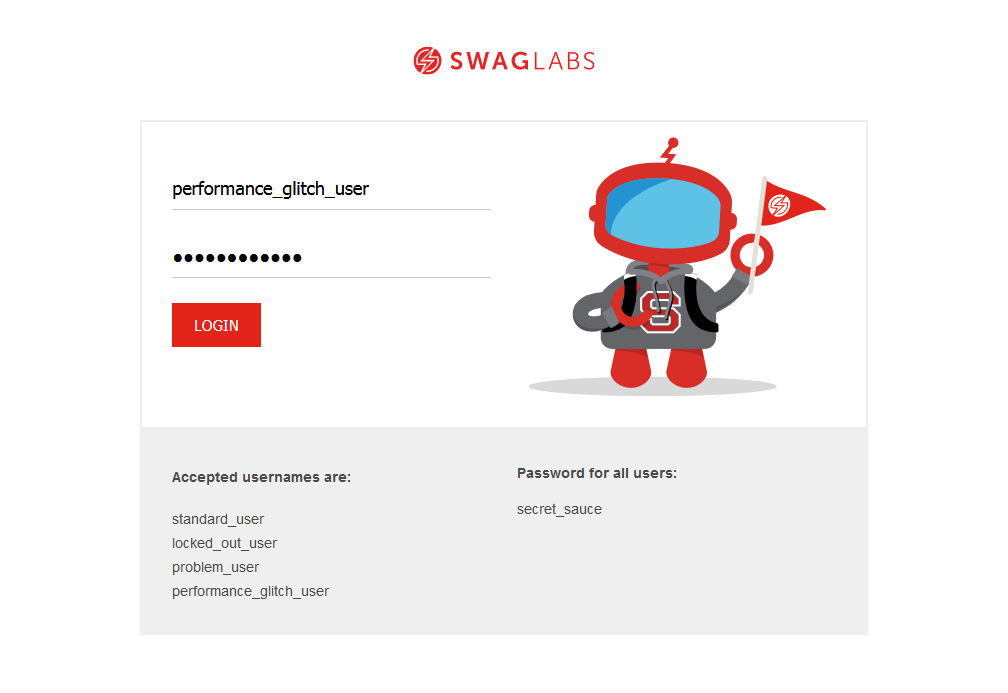 SWAGLABS
performance_glitch_user
••••••••••••
LOGIN
S
Accepted usernames are:
standard_user
locked_out_user
problem_user
performance_glitch_user
Password for all users:
secret_sauce